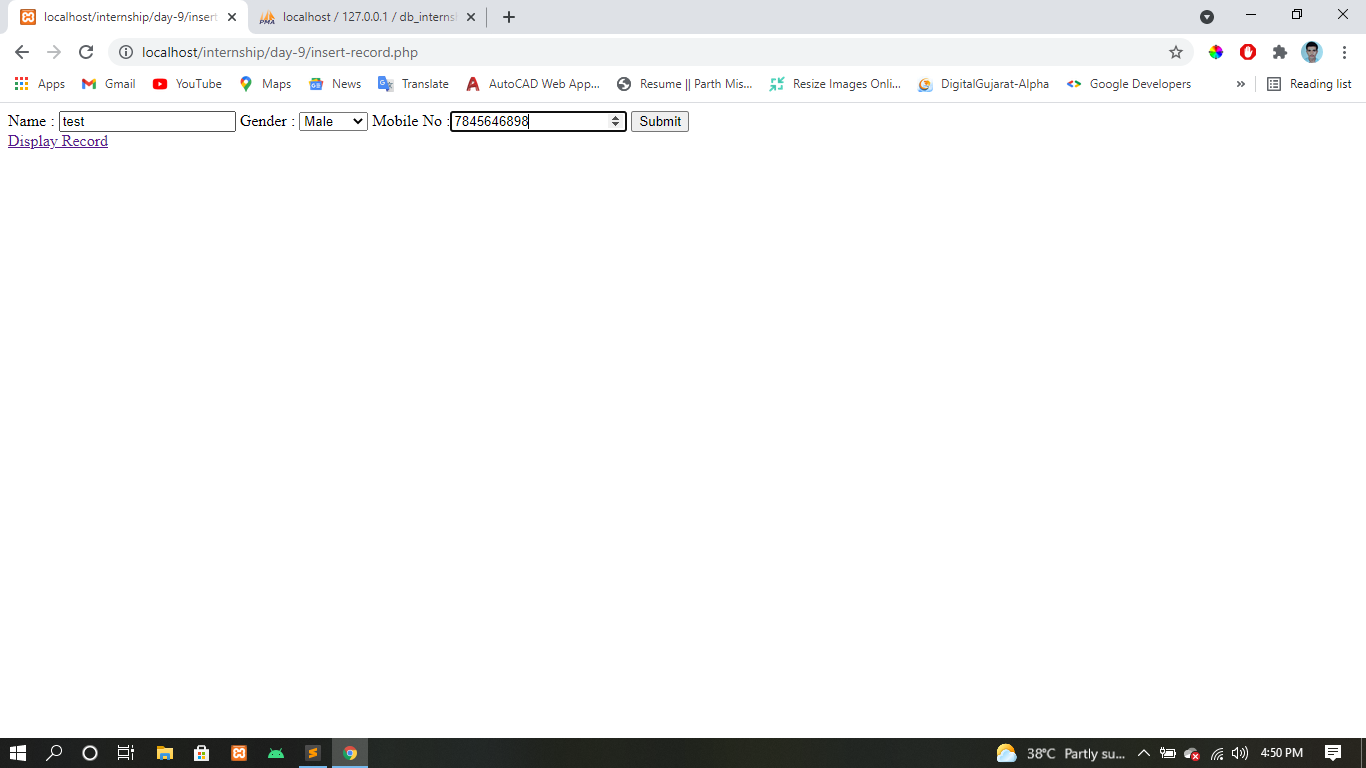 localhost/internship/day-9/insert
localhost / 127.0.0.1 / db_interns
localhost/internship/day-9/insert-record.php
Apps Gmail YouTube Maps News Translate AutoCAD Web App... Resume || Parth Mis... Resize Images Onli... DigitalGujarat-Alpha Google Developers » Reading list
Name : test Gender : Male Mobile No : 7845646898 Submit
Display Record
38°C Partly su... 4:50 PM